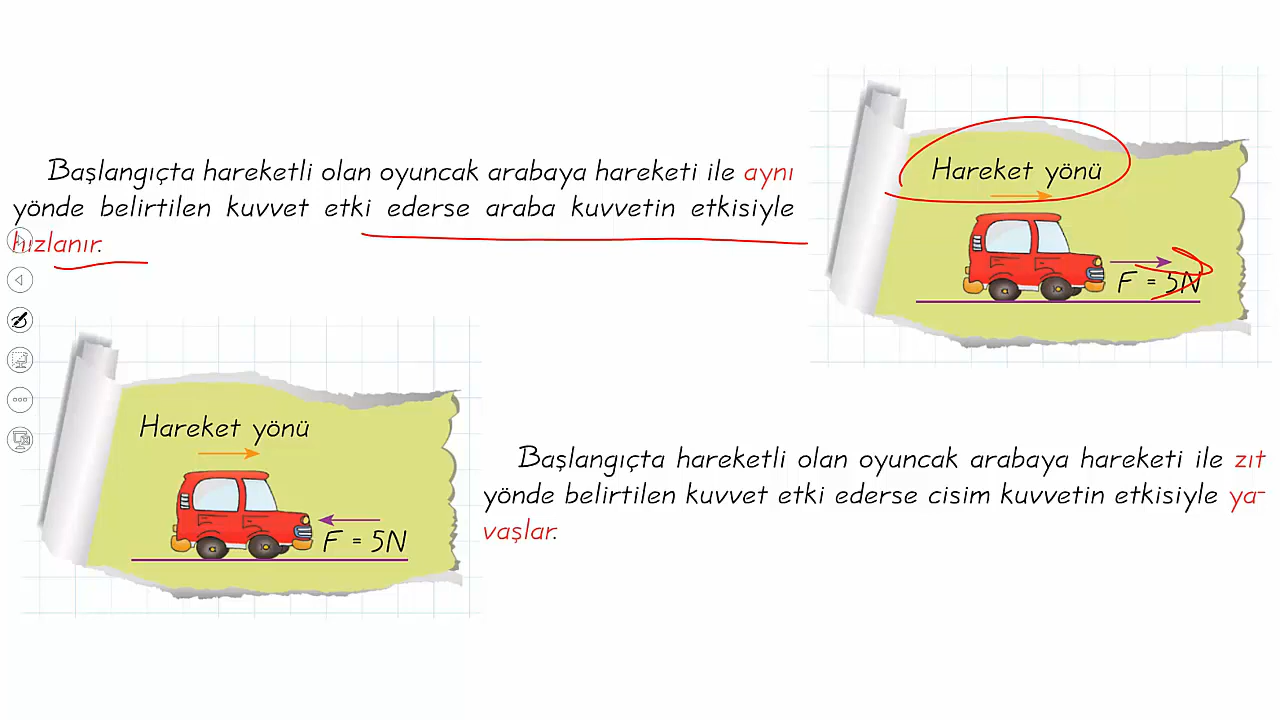 Başlangıçta hareketli olan oyuncak arabaya hareketi ile aynı
yönde belirtilen kuvvet etki ederse araba kuvvetin etkisiyle
hızlanır.
Hareket yönü
F = 5N
Hareket yönü
F = 5N
Başlangıçta hareketli olan oyuncak arabaya hareketi ile zıt
yönde belirtilen kuvvet etki ederse cisim kuvvetin etkisiyle ya-
vaşlar.